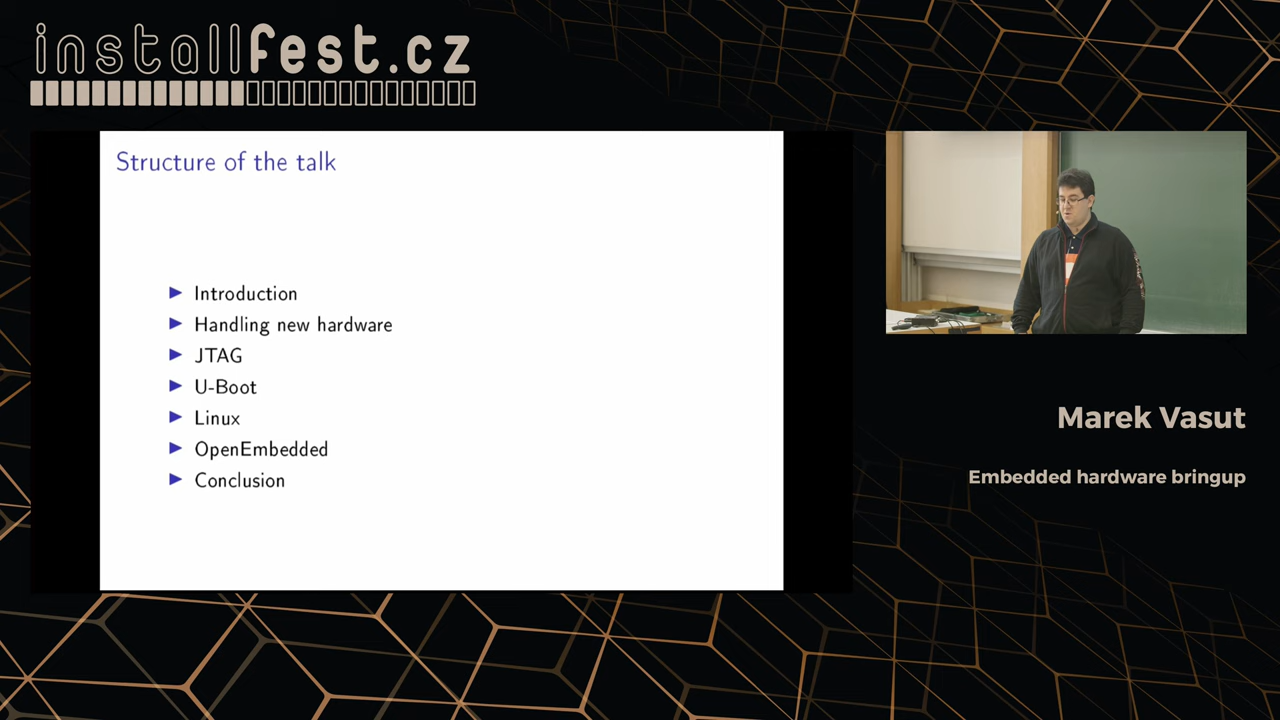 installfest.cz
Structure of the talk
Introduction
Handling new hardware
JTAG
U-Boot
Linux
OpenEmbedded
Conclusion
Marek Vasut
Embedded hardware bringup